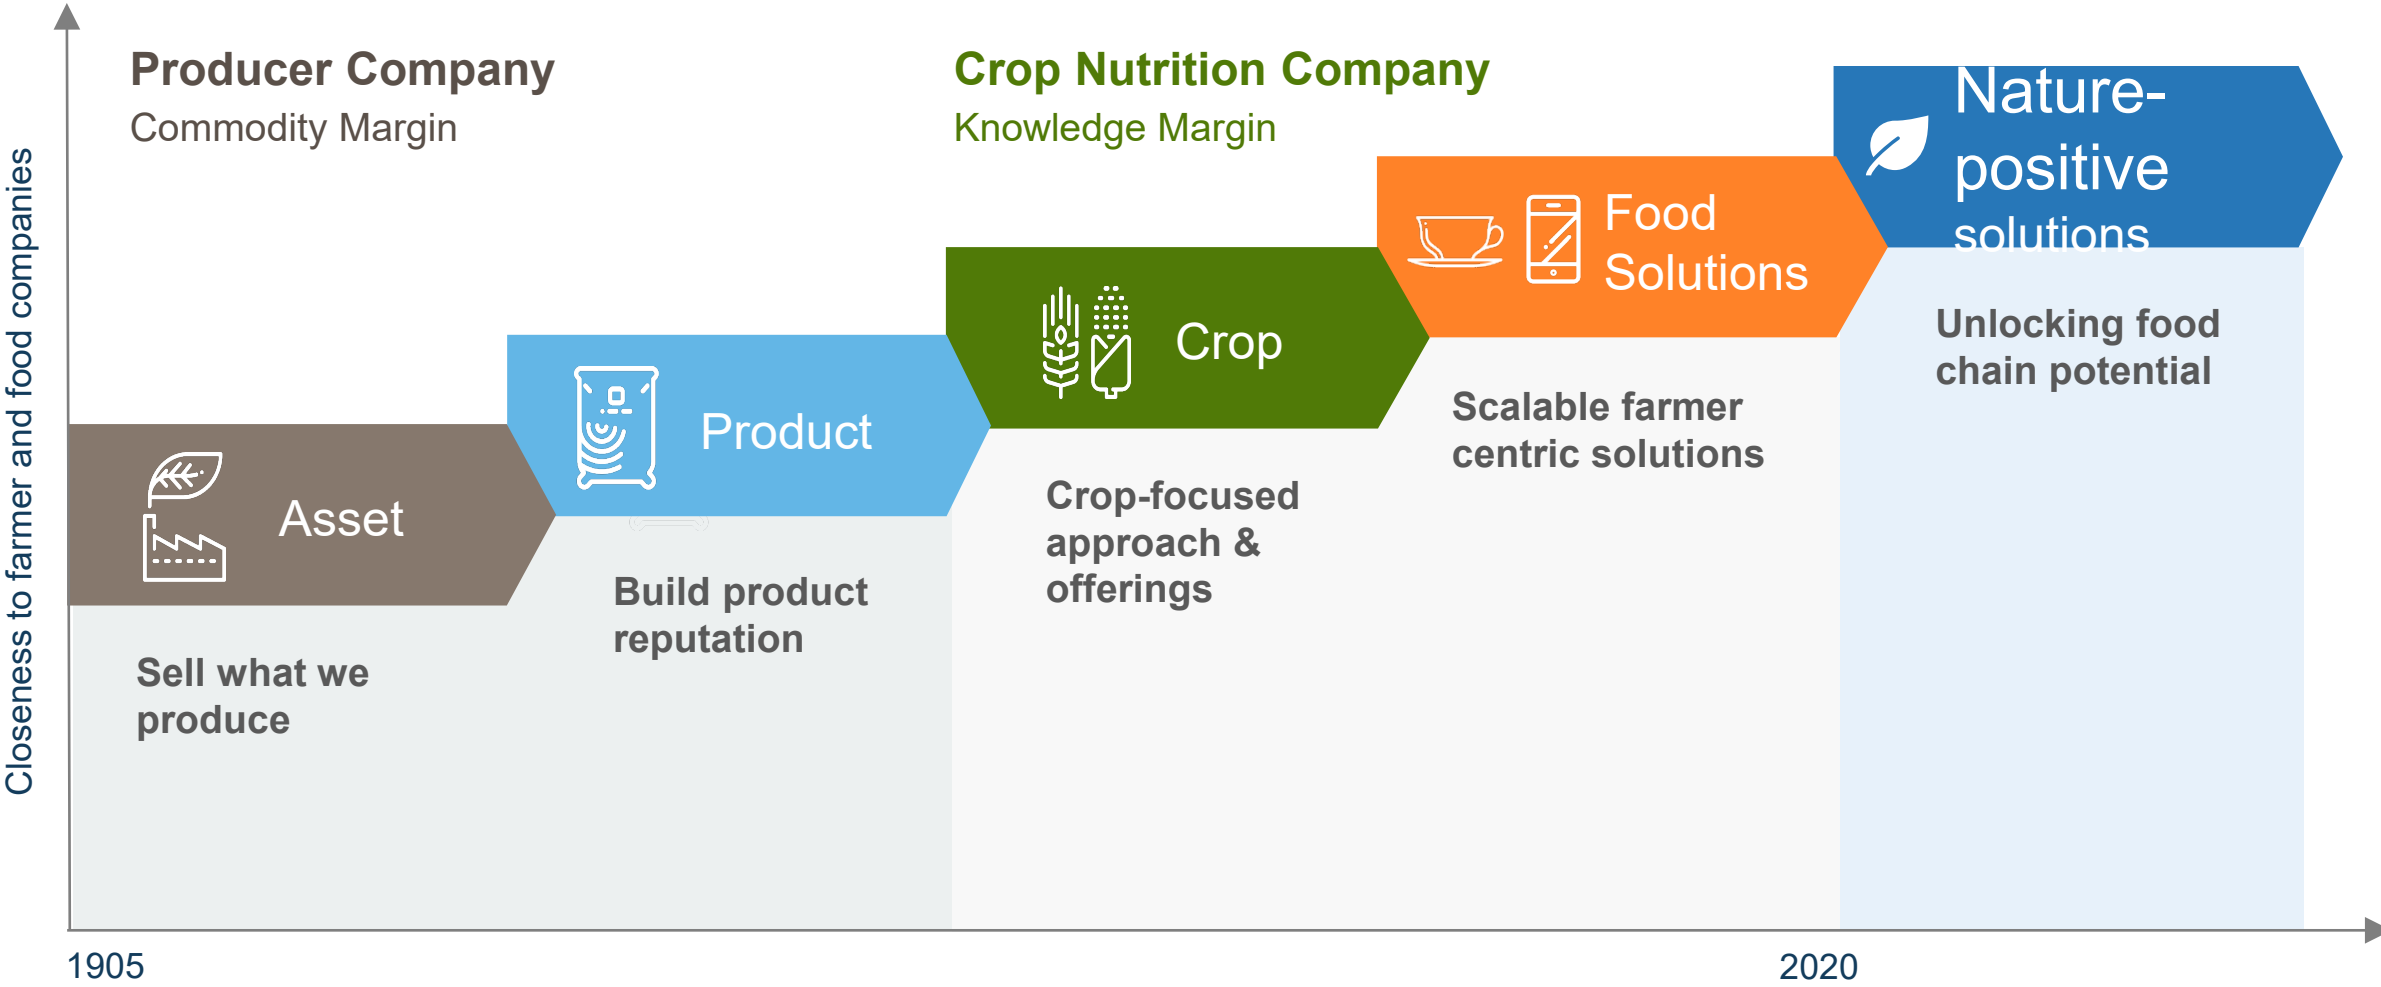 Producer Company
Commodity Margin
Crop Nutrition Company
Knowledge Margin
Closeness to farmer and food companies
Asset
Sell what we
produce
Product
Build product
reputation
Crop
Crop-focused
approach &
offerings
Food
Solutions
Scalable farmer
centric solutions
Nature-
positive
solutions
Unlocking food
chain potential
1905
2020